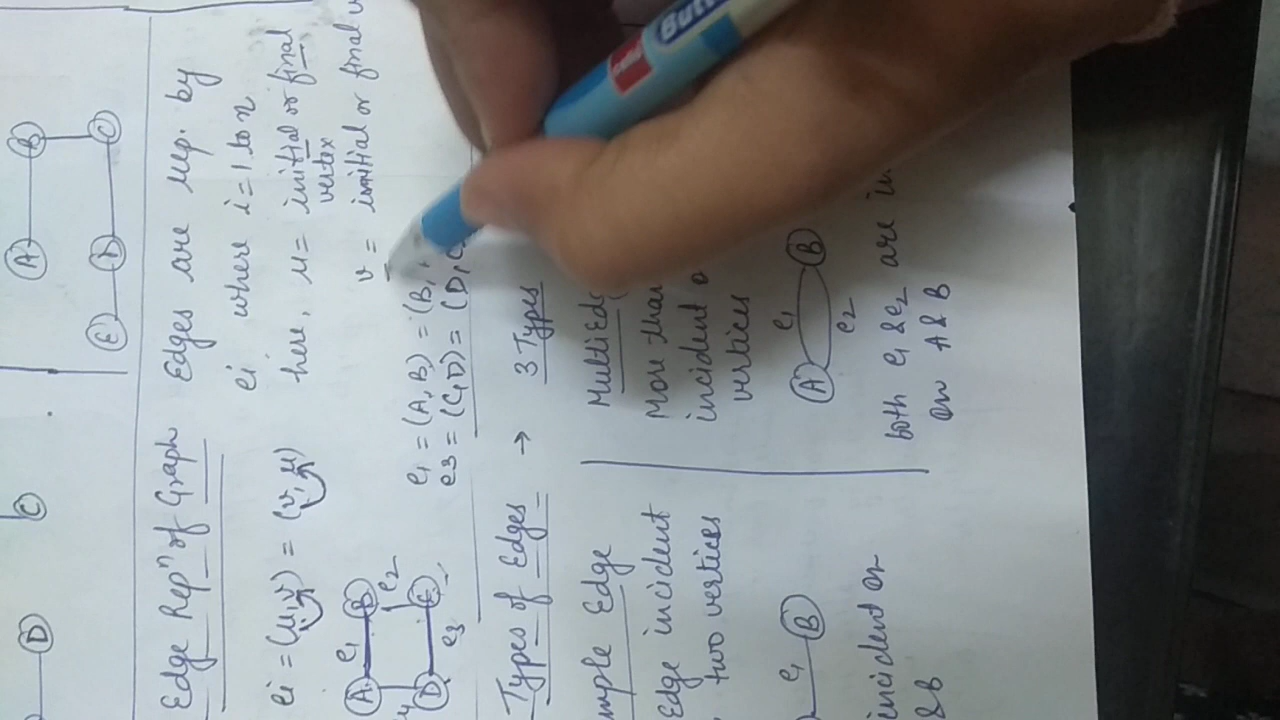 A B
C
E D
D C
Edge Repn of Graph Edges are rep. by
ei where i = 1 to n
ei = (u,v) = (v,u) here, u = initial or final
vertex
v = initial or final v
A e1 B
e2
D e3 C
e1 = (A,B) = (B,
e3 = (C,D) = (D,C
Types of Edges → 3 Types
mple Edge
Edge incident
two vertices
e1 B
incident on
& B
MultiEdg
More than
incident o
vertices
A e1 B
e2
both e1 & e2 are in
on A & B